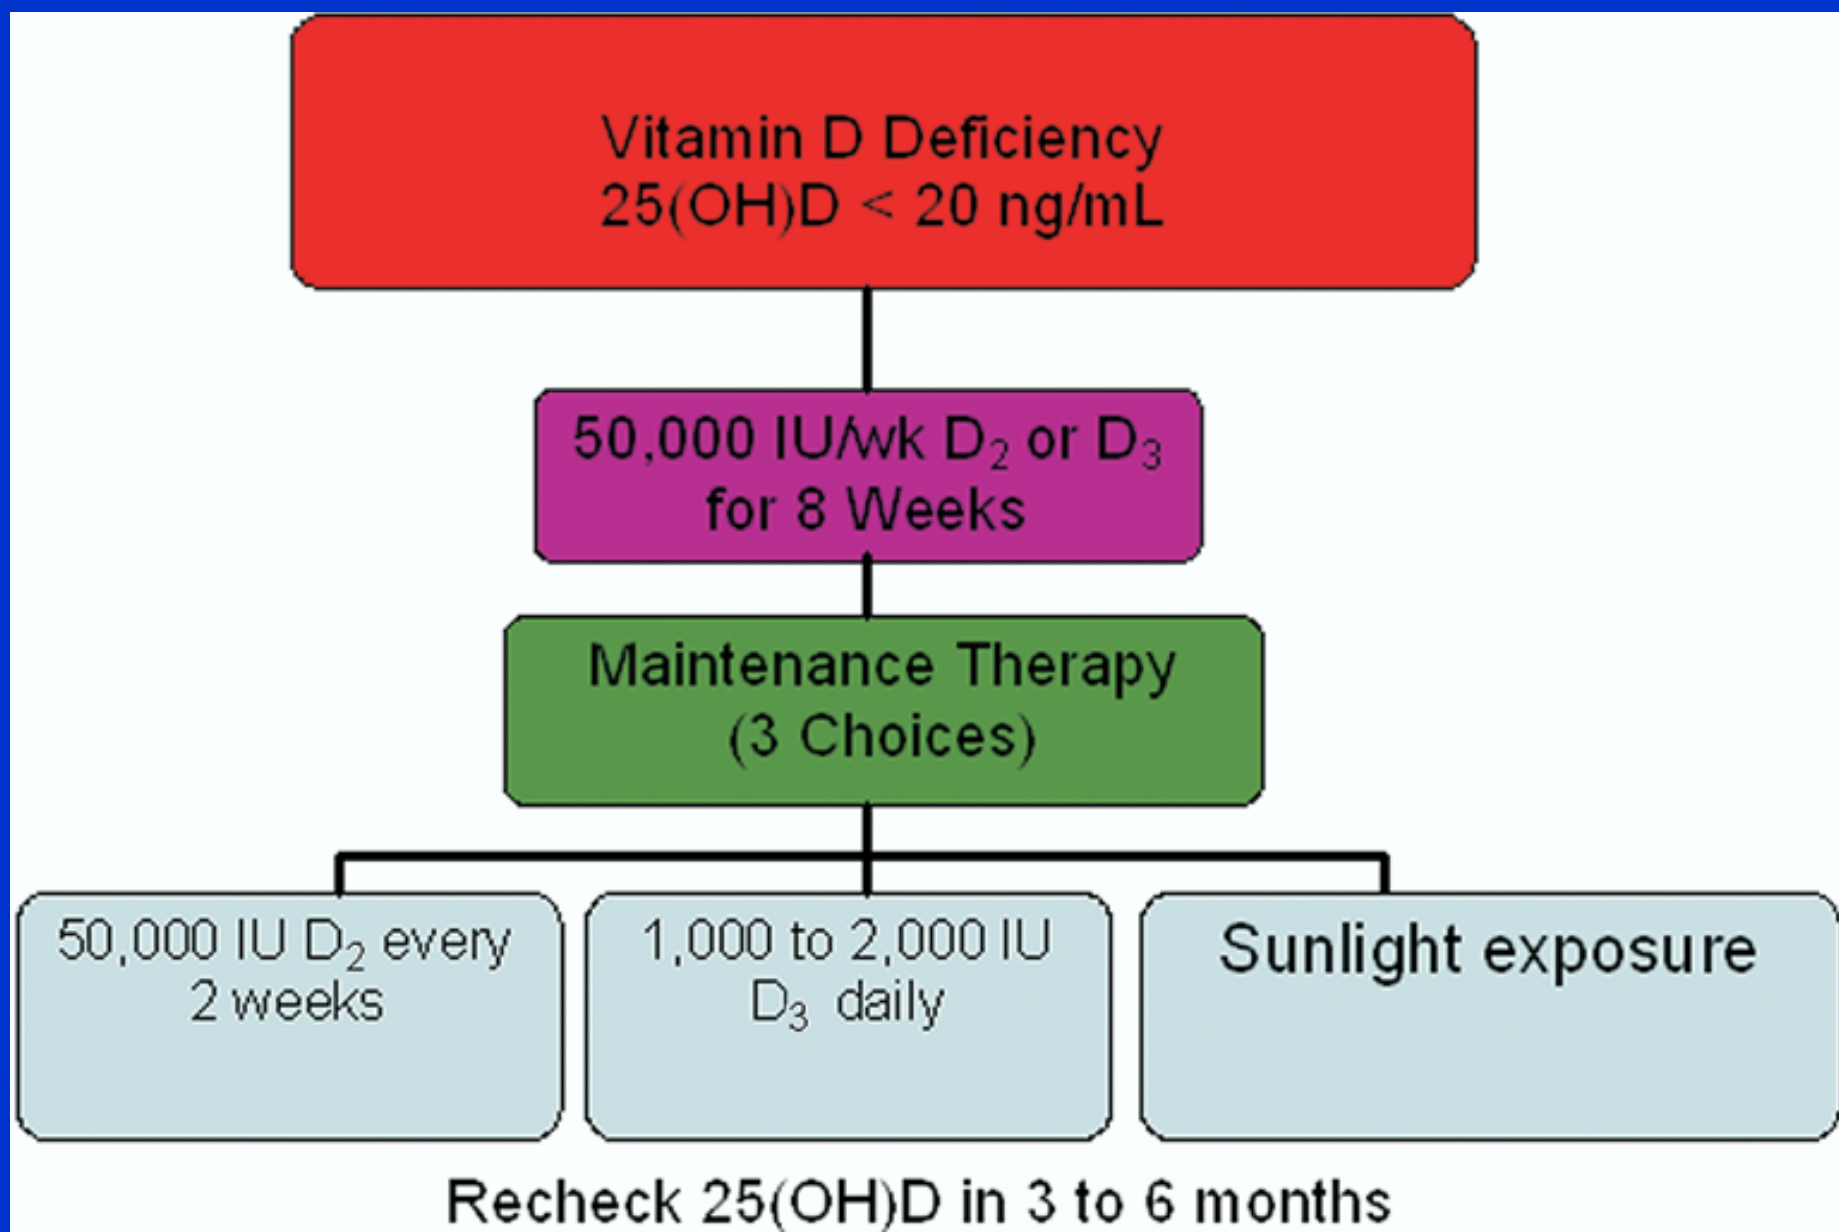 Vitamin D Deficiency
25(OH)D < 20 ng/mL
50,000 IU/wk D₂ or D₃
for 8 Weeks
Maintenance Therapy
(3 Choices)
50,000 IU D₂ every
2 weeks
1,000 to 2,000 IU
D₃ daily
Sunlight exposure
Recheck 25(OH)D in 3 to 6 months